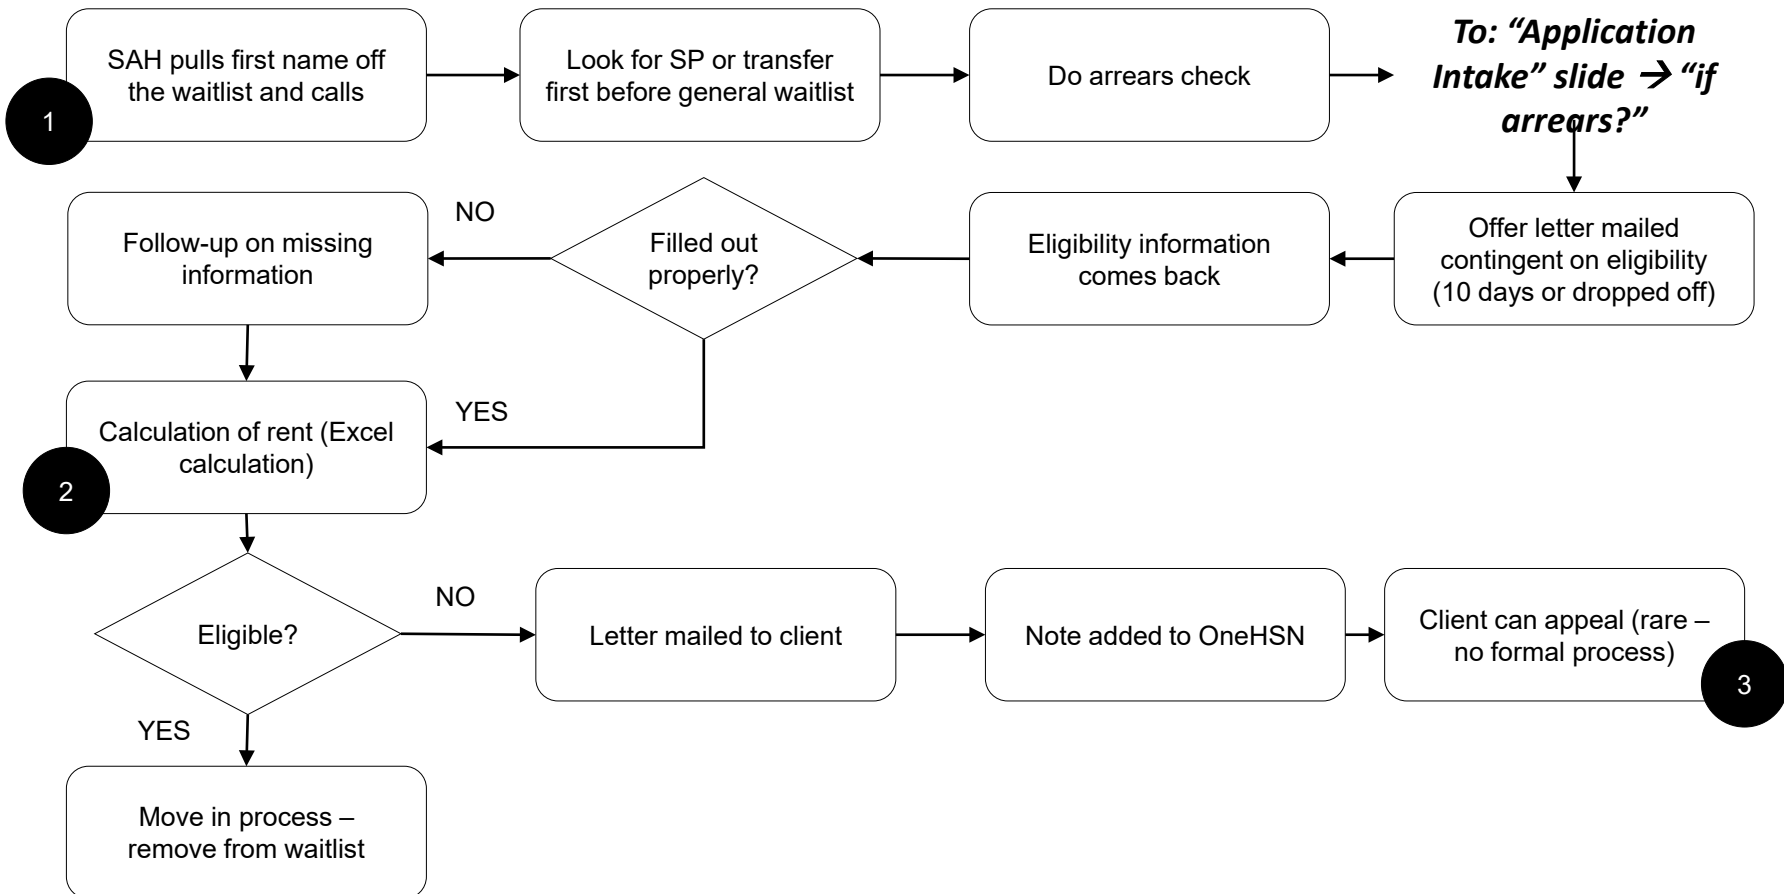 SAH pulls first name off
the waitlist and calls
1
Look for SP or transfer
first before general waitlist
Do arrears check
To: “Application
Intake” slide → “if
arrears?”
Offer letter mailed
contingent on eligibility
(10 days or dropped off)
Eligibility information
comes back
Filled out
properly?
NO
Follow-up on missing
information
YES
Calculation of rent (Excel
calculation)
2
Eligible?
NO
Letter mailed to client
Note added to OneHSN
Client can appeal (rare –
no formal process)
3
YES
Move in process –
remove from waitlist